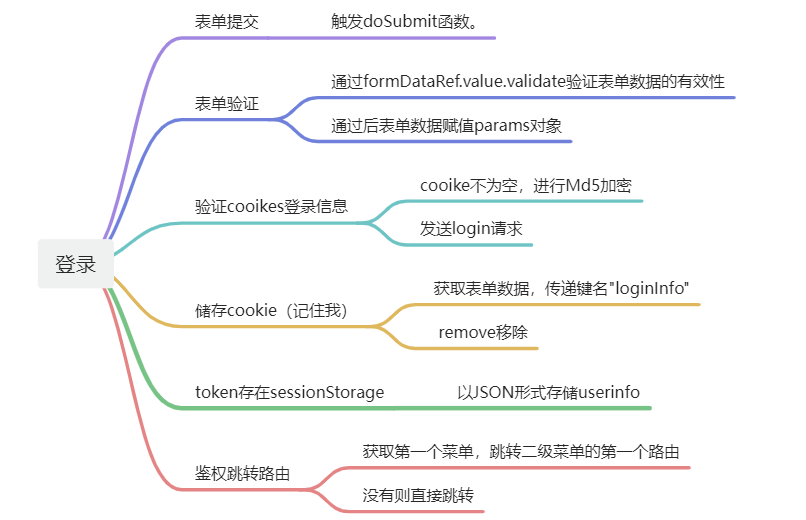 登录
表单提交
触发doSubmit函数。
表单验证
通过formDataRef.value.validate验证表单数据的有效性
通过后表单数据赋值params对象
验证cooikes登录信息
cooike不为空，进行Md5加密
发送login请求
储存cookie（记住我）
获取表单数据，传递键名"loginInfo"
remove移除
token存在sessionStorage
以JSON形式存储userinfo
鉴权跳转路由
获取第一个菜单，跳转二级菜单的第一个路由
没有则直接跳转